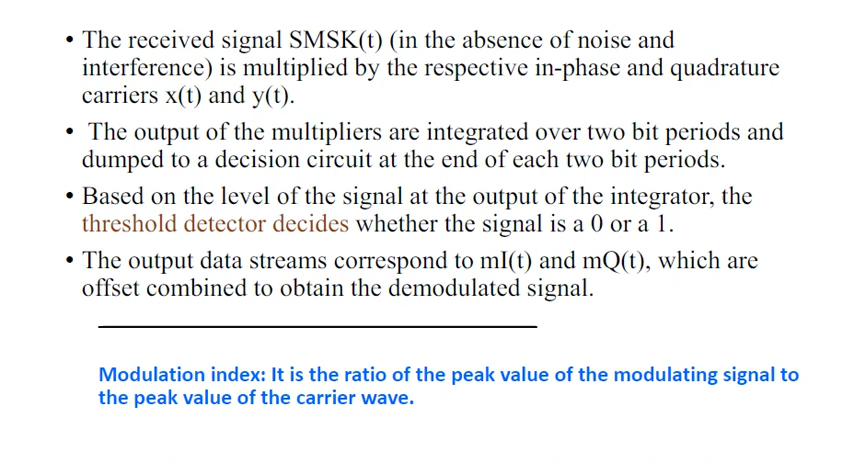 • The received signal SMSK(t) (in the absence of noise and
interference) is multiplied by the respective in-phase and quadrature
carriers x(t) and y(t).
• The output of the multipliers are integrated over two bit periods and
dumped to a decision circuit at the end of each two bit periods.
• Based on the level of the signal at the output of the integrator, the
threshold detector decides whether the signal is a 0 or a 1.
• The output data streams correspond to mI(t) and mQ(t), which are
offset combined to obtain the demodulated signal.
Modulation index: It is the ratio of the peak value of the modulating signal to
the peak value of the carrier wave.